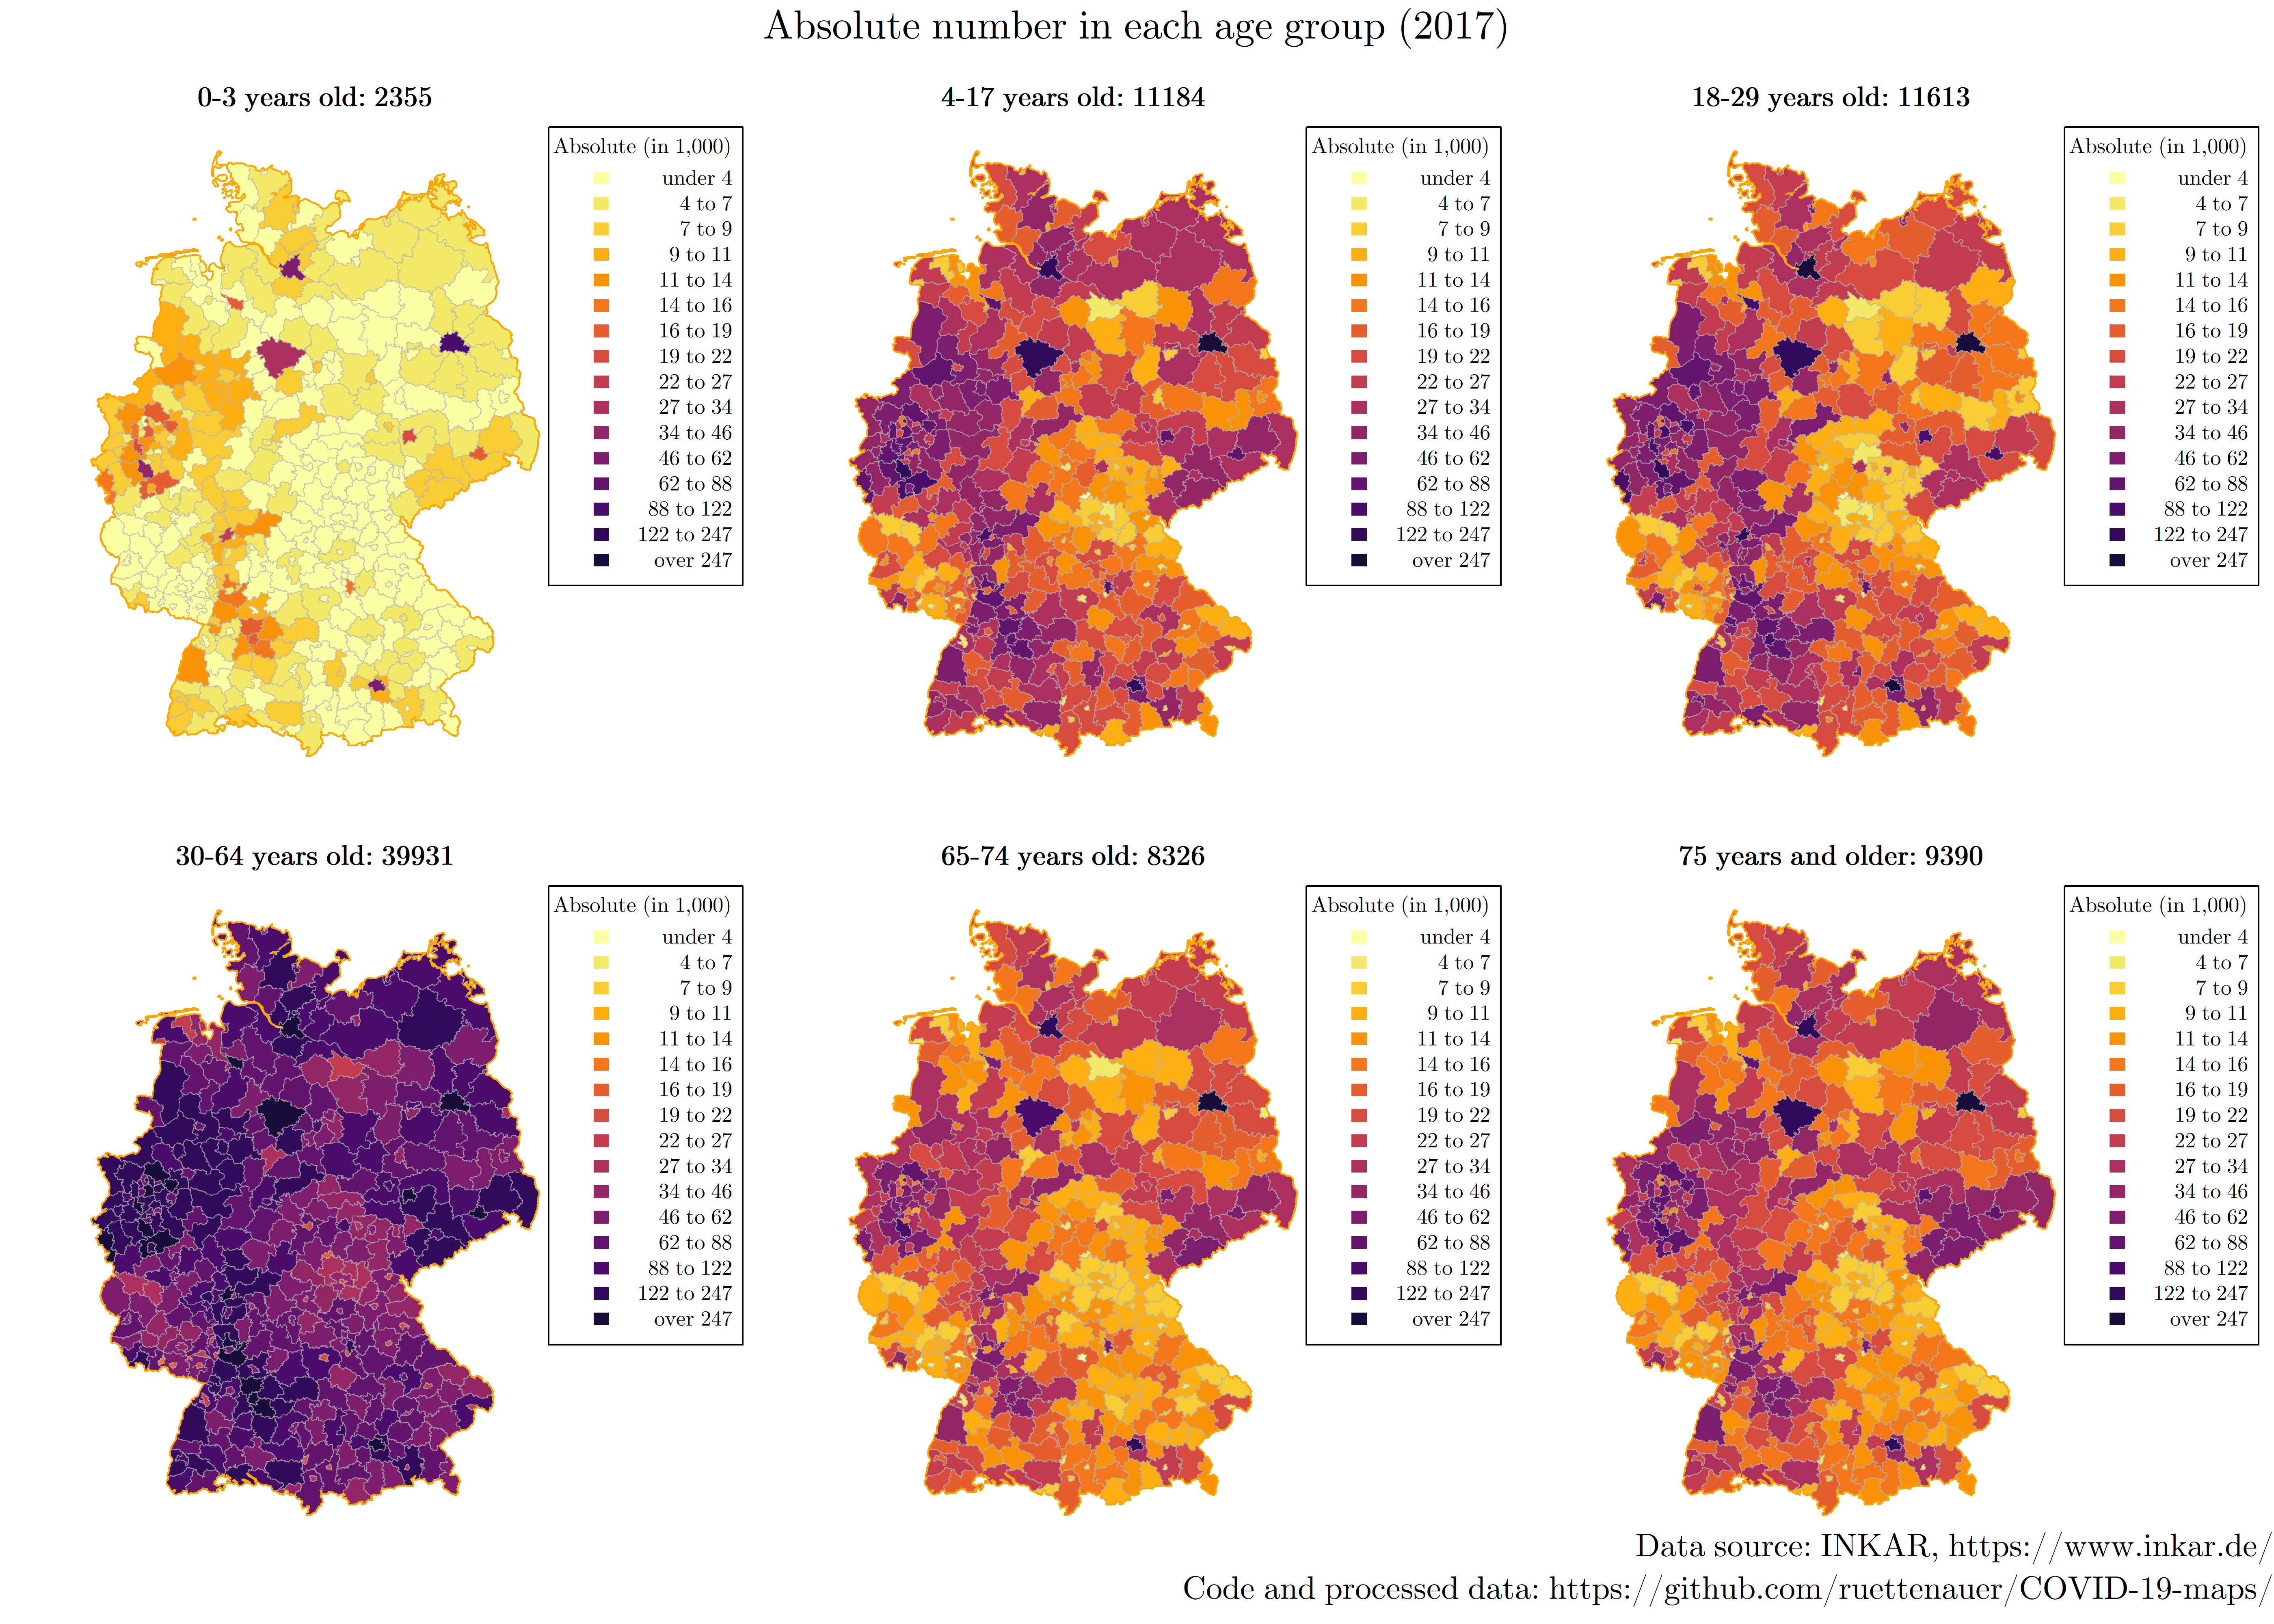 Absolute number in each age group (2017)
0-3 years old: 2355
Absolute (in 1,000)
under 4
4 to 7
7 to 9
9 to 11
11 to 14
14 to 16
16 to 19
19 to 22
22 to 27
27 to 34
34 to 46
46 to 62
62 to 88
88 to 122
122 to 247
over 247
4-17 years old: 11184
Absolute (in 1,000)
under 4
4 to 7
7 to 9
9 to 11
11 to 14
14 to 16
16 to 19
19 to 22
22 to 27
27 to 34
34 to 46
46 to 62
62 to 88
88 to 122
122 to 247
over 247
18-29 years old: 11613
Absolute (in 1,000)
under 4
4 to 7
7 to 9
9 to 11
11 to 14
14 to 16
16 to 19
19 to 22
22 to 27
27 to 34
34 to 46
46 to 62
62 to 88
88 to 122
122 to 247
over 247
30-64 years old: 39931
Absolute (in 1,000)
under 4
4 to 7
7 to 9
9 to 11
11 to 14
14 to 16
16 to 19
19 to 22
22 to 27
27 to 34
34 to 46
46 to 62
62 to 88
88 to 122
122 to 247
over 247
65-74 years old: 8326
Absolute (in 1,000)
under 4
4 to 7
7 to 9
9 to 11
11 to 14
14 to 16
16 to 19
19 to 22
22 to 27
27 to 34
34 to 46
46 to 62
62 to 88
88 to 122
122 to 247
over 247
75 years and older: 9390
Absolute (in 1,000)
under 4
4 to 7
7 to 9
9 to 11
11 to 14
14 to 16
16 to 19
19 to 22
22 to 27
27 to 34
34 to 46
46 to 62
62 to 88
88 to 122
122 to 247
over 247
Data source: INKAR, https://www.inkar.de/
Code and processed data: https://github.com/ruettenauer/COVID-19-maps/